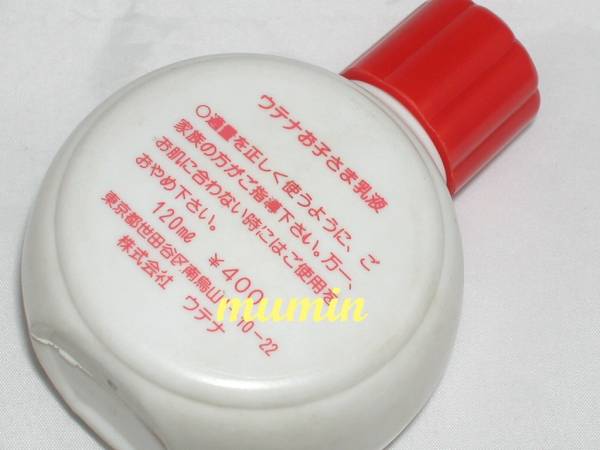 ウテナお子さま乳液
○適量を正しく使うように、ご
家族の方がご指導下さい。万一、
お肌に合わない時にはご使用を
おやめ下さい。
120㎖ ¥400
東京都世田谷区南烏山 10-22
株式会社 ウテナ
mumin